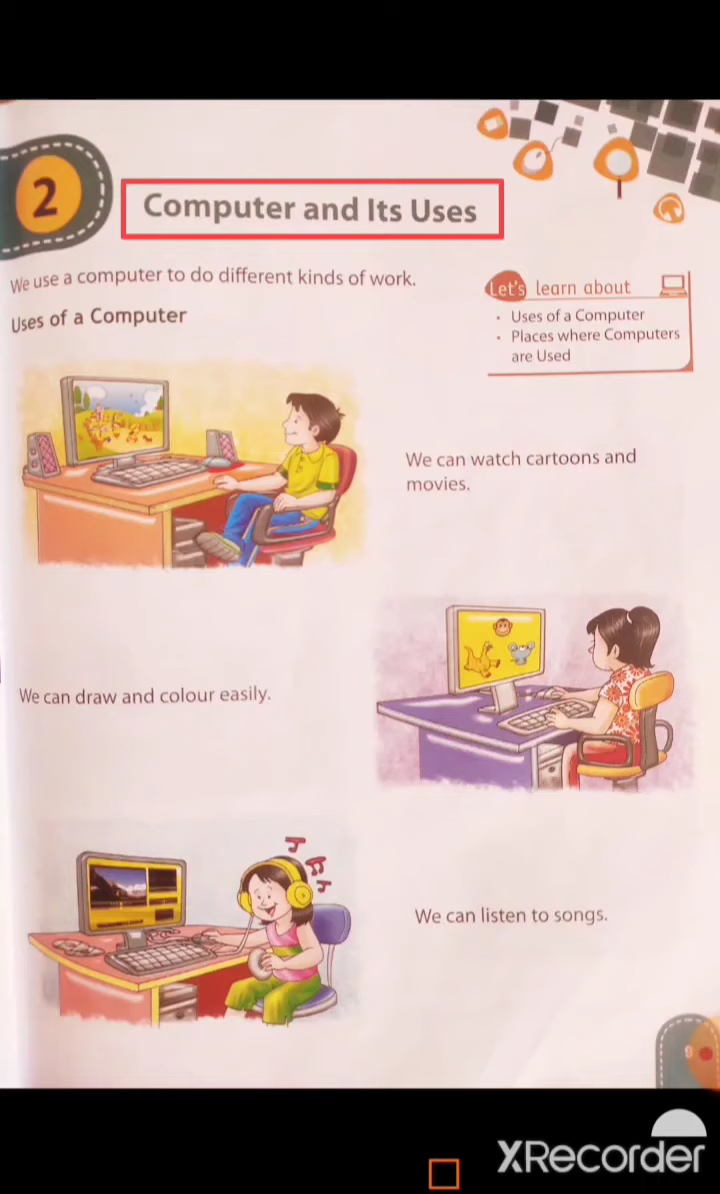 2
Computer and Its Uses
We use a computer to do different kinds of work.
Let's learn about
• Uses of a Computer
• Places where Computers
are Used
Uses of a Computer
We can watch cartoons and
movies.
We can draw and colour easily.
We can listen to songs.
XRecorder